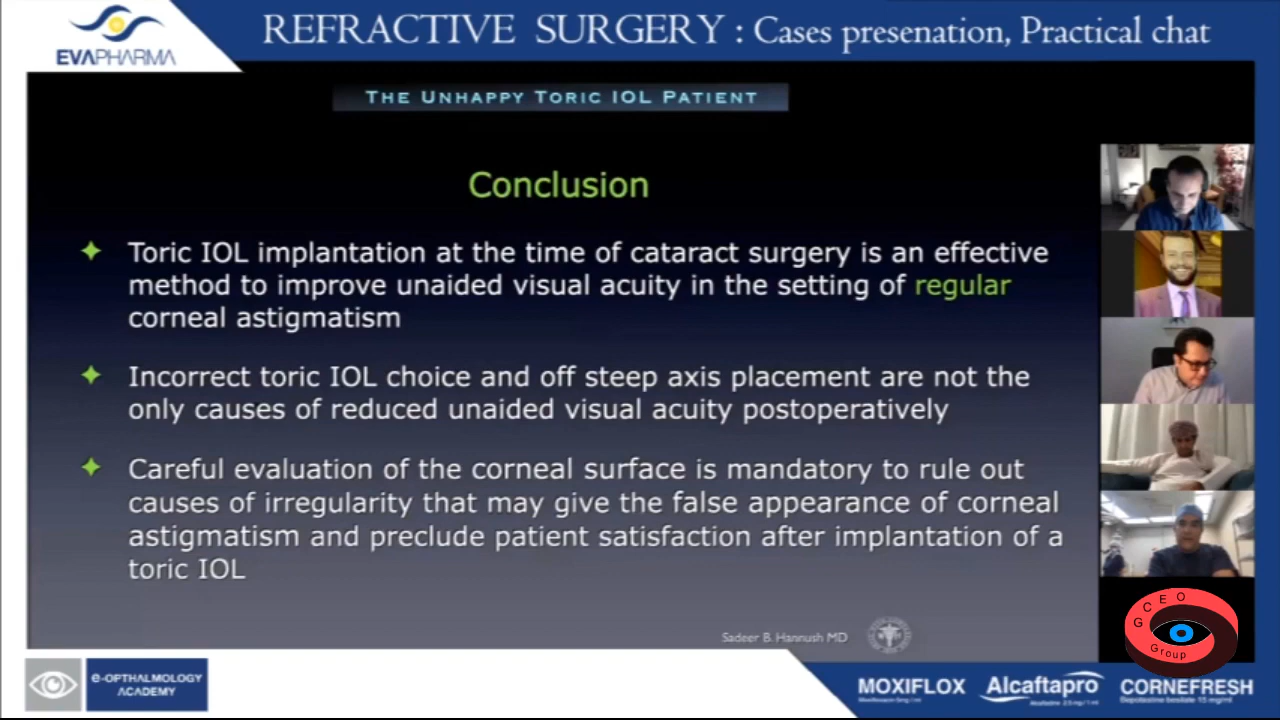 EVAPHARMA
REFRACTIVE SURGERY : Cases presenation, Practical chat
THE UNHAPPY TORIC IOL PATIENT
Conclusion
Toric IOL implantation at the time of cataract surgery is an effective
method to improve unaided visual acuity in the setting of regular
corneal astigmatism
Incorrect toric IOL choice and off steep axis placement are not the
only causes of reduced unaided visual acuity postoperatively
Careful evaluation of the corneal surface is mandatory to rule out
causes of irregularity that may give the false appearance of corneal
astigmatism and preclude patient satisfaction after implantation of a
toric IOL
Sadeer B. Hannush MD
GCEO
Group
e-OPTHALMOLOGY
ACADEMY
MOXIFLOX Alcaftapro CORNEFRESH